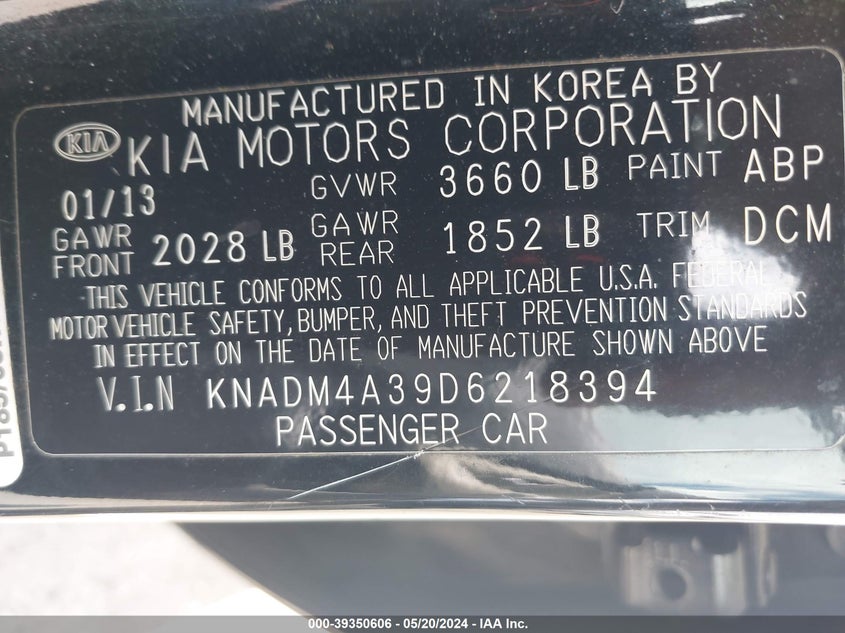 MANUFACTURED IN KOREA BY
KIA KIA MOTORS CORPORATION
01/13 GVWR 3660 LB PAINT ABP
GAWR FRONT 2028 LB GAWR REAR 1852 LB TRIM DCM
THIS VEHICLE CONFORMS TO ALL APPLICABLE U.S.A. FEDERAL
MOTOR VEHICLE SAFETY, BUMPER, AND THEFT PREVENTION STANDARDS
IN EFFECT ON THE DATE OF MANUFACTURE SHOWN ABOVE
V.I.N KNADM4A39D6218394
PASSENGER CAR
000-39350606 - 05/20/2024 - IAA Inc.